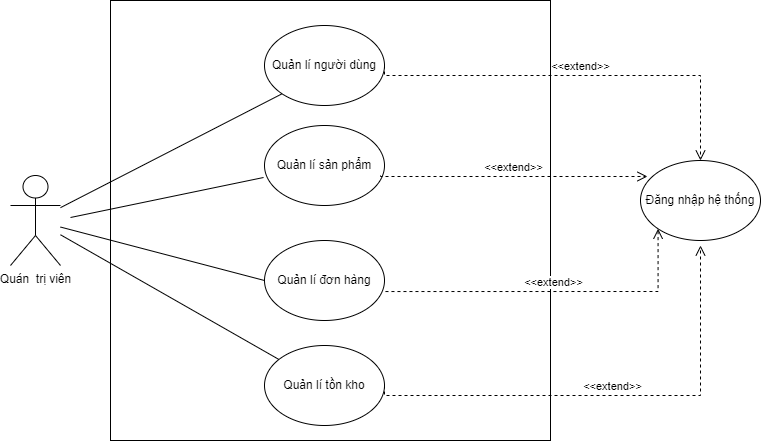 Quản lí người dùng
<<extend>>
Quản lí sản phẩm
<<extend>>
Đăng nhập hệ thống
Quán trị viên
Quản lí đơn hàng
<<extend>>
Quản lí tồn kho
<<extend>>